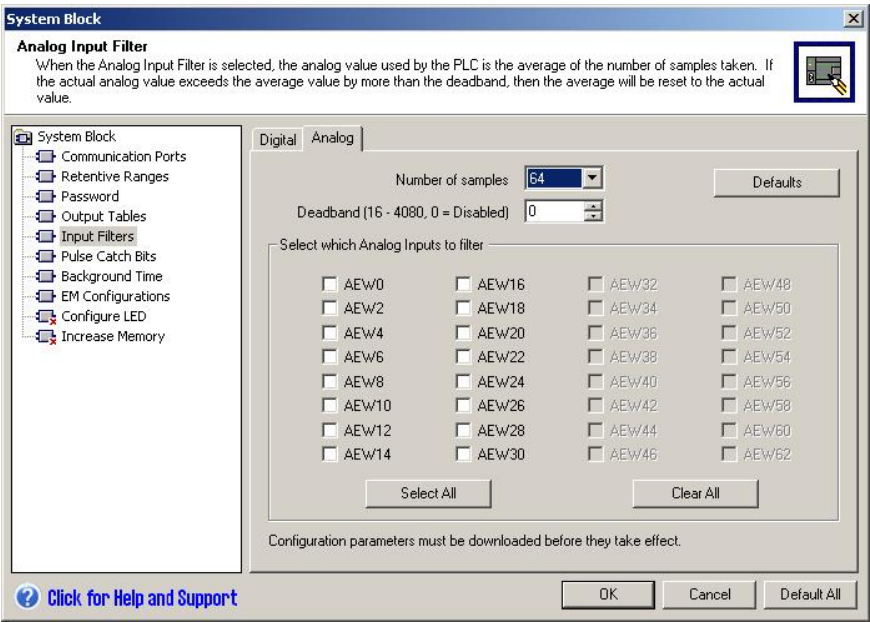 System Block
Analog Input Filter
When the Analog Input Filter is selected, the analog value used by the PLC is the average of the number of samples taken. If
the actual analog value exceeds the average value by more than the deadband, then the average will be reset to the actual
value.
System Block
Communication Ports
Retentive Ranges
Password
Output Tables
Input Filters
Pulse Catch Bits
Background Time
EM Configurations
Configure LED
Increase Memory
Digital Analog
Number of samples 64 Defaults
Deadband (16 - 4080, 0 = Disabled) 0
Select which Analog Inputs to filter
AEW0 AEW16 AEW32 AEW48
AEW2 AEW18 AEW34 AEW50
AEW4 AEW20 AEW36 AEW52
AEW6 AEW22 AEW38 AEW54
AEW8 AEW24 AEW40 AEW56
AEW10 AEW26 AEW42 AEW58
AEW12 AEW28 AEW44 AEW60
AEW14 AEW30 AEW46 AEW62
Select All Clear All
Configuration parameters must be downloaded before they take effect.
Click for Help and Support
OK Cancel Default All